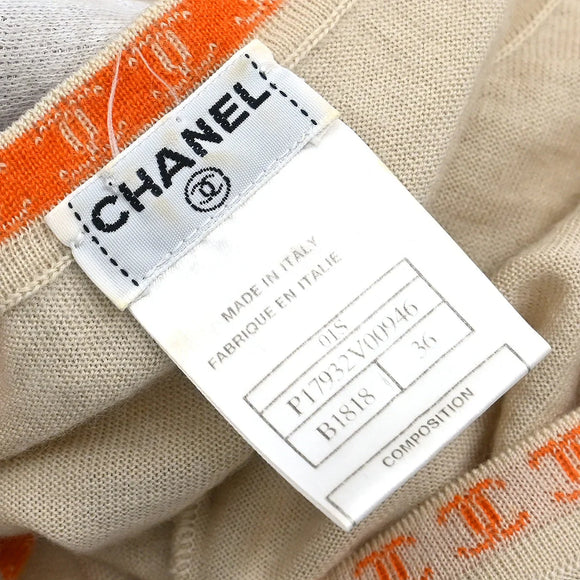 CHANEL
MADE IN ITALY
FABRIQUE EN ITALIE
01S
P17932V00946
B1818 36
COMPOSITION